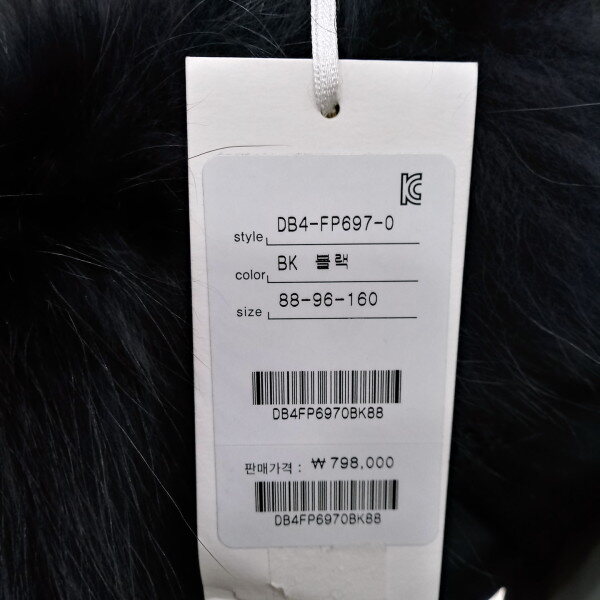 KC
style DB4-FP697-0
color BK 블랙
size 88-96-160
DB4FP6970BK88
판매가격 : ₩ 798,000
DB4FP6970BK88